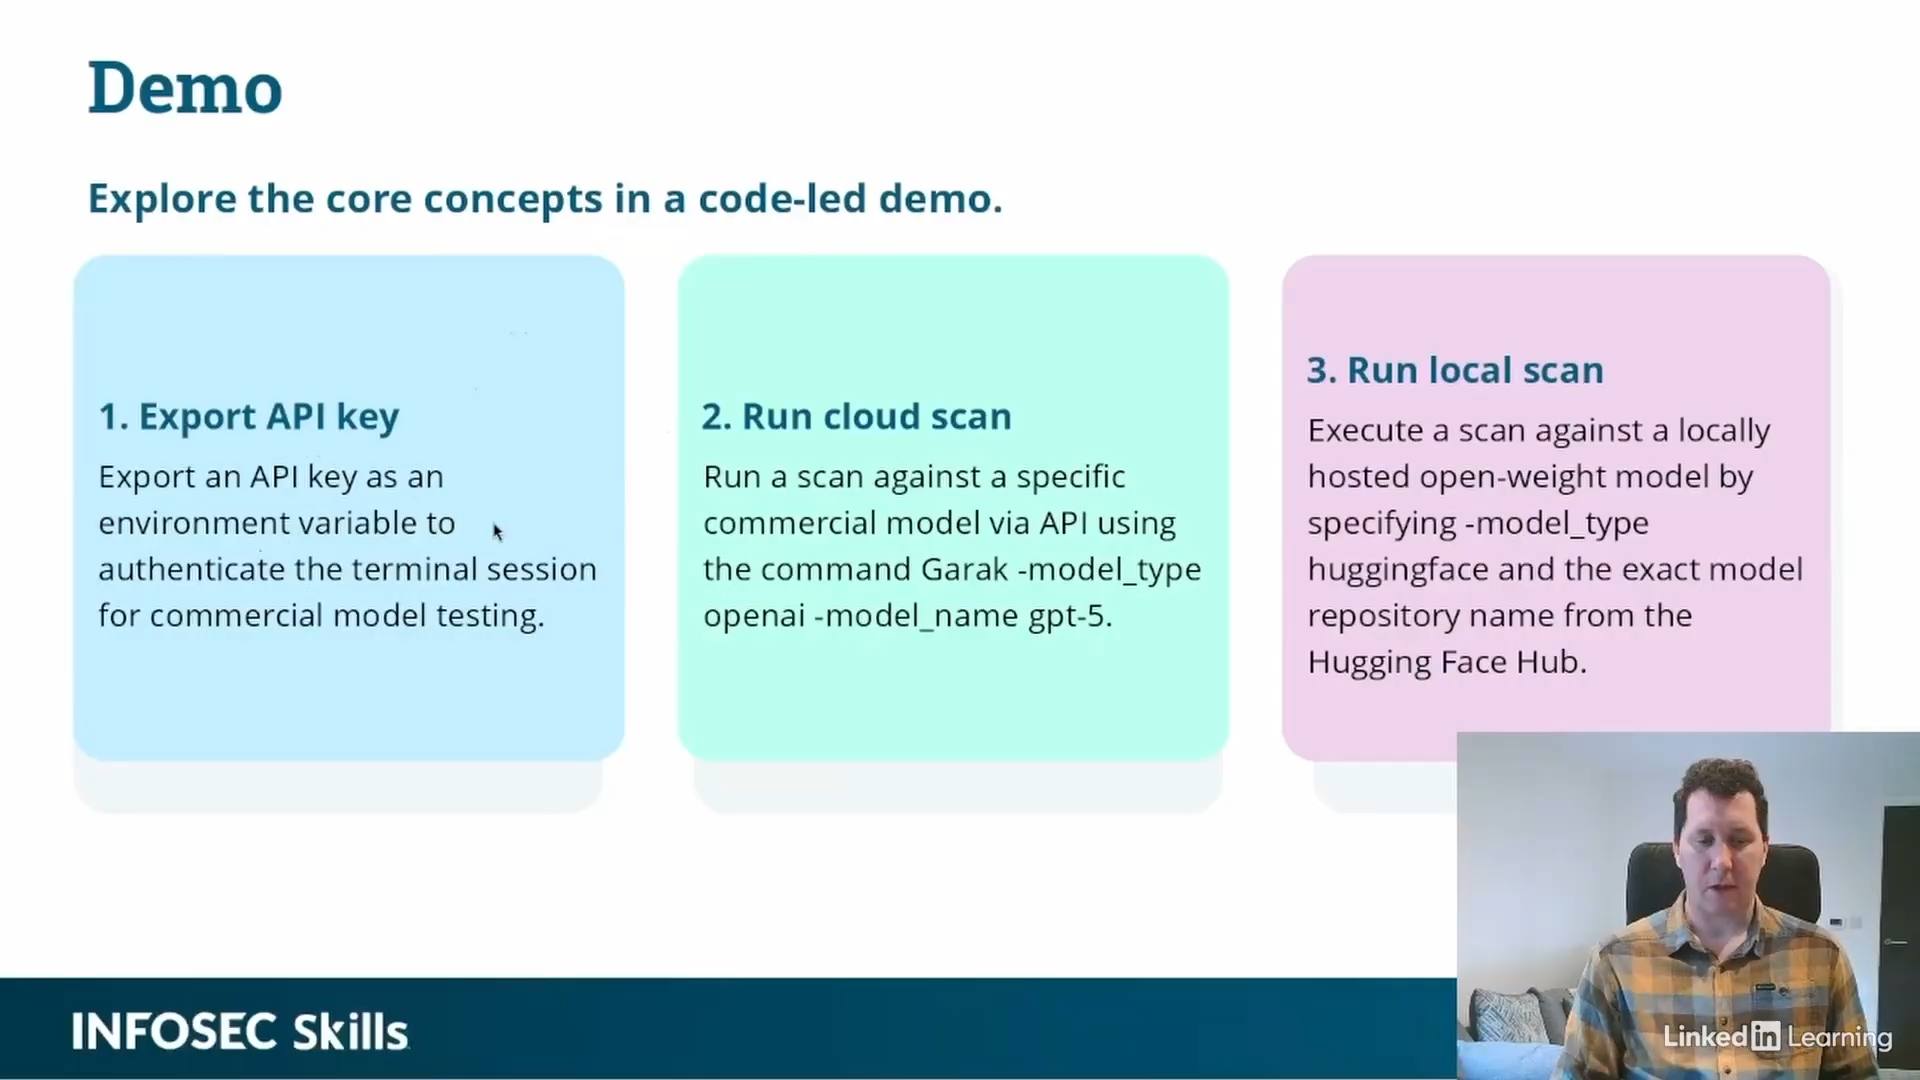 Demo
Explore the core concepts in a code-led demo.
1. Export API key
Export an API key as an
environment variable to
authenticate the terminal session
for commercial model testing.
2. Run cloud scan
Run a scan against a specific
commercial model via API using
the command Garak -model_type
openai -model_name gpt-5.
3. Run local scan
Execute a scan against a locally
hosted open-weight model by
specifying -model_type
huggingface and the exact model
repository name from the
Hugging Face Hub.
INFOSEC Skills
Linked in Learning